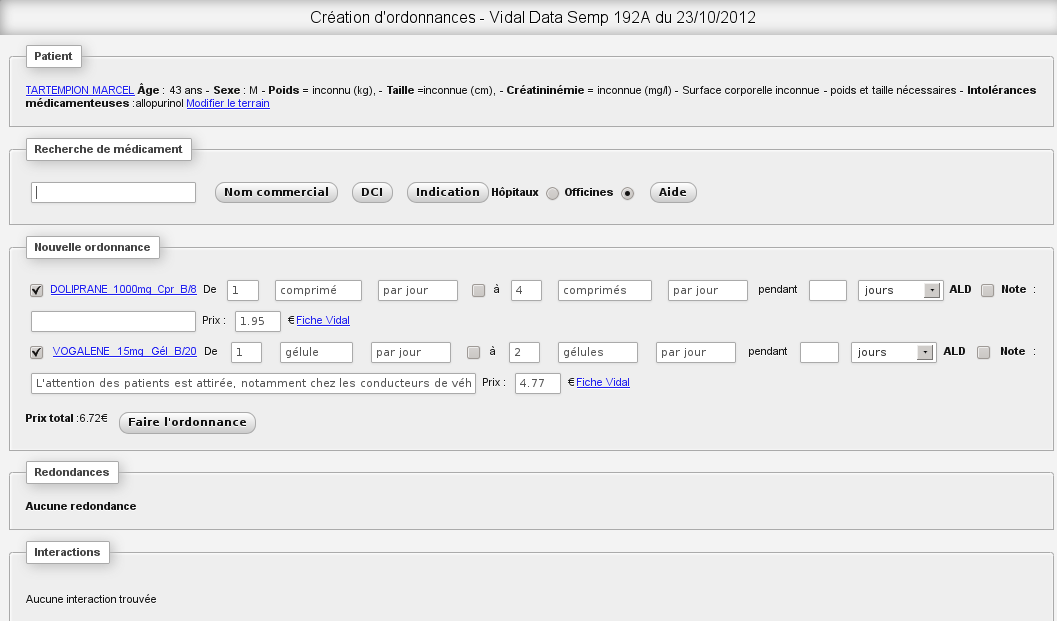 Création d'ordonnances - Vidal Data Semp 192A du 23/10/2012
Patient
TARTEMPION MARCEL Âge : 43 ans - Sexe : M - Poids = inconnu (kg), - Taille =inconnue (cm), - Créatininémie = inconnue (mg/l) - Surface corporelle inconnue - poids et taille nécessaires - Intolérances
médicamenteuses :allopurinol Modifier le terrain
Recherche de médicament
Nom commercial DCI Indication Hôpitaux Officines Aide
Nouvelle ordonnance
DOLIPRANE 1000mg Cpr B/8 De 1 comprimé par jour à 4 comprimés par jour pendant jours ALD Note :
Prix : 1.95 € Fiche Vidal
VOGALENE 15mg Gél B/20 De 1 gélule par jour à 2 gélules par jour pendant jours ALD Note :
L'attention des patients est attirée, notamment chez les conducteurs de véh Prix : 4.77 € Fiche Vidal
Prix total :6.72€ Faire l'ordonnance
Redondances
Aucune redondance
Interactions
Aucune interaction trouvée